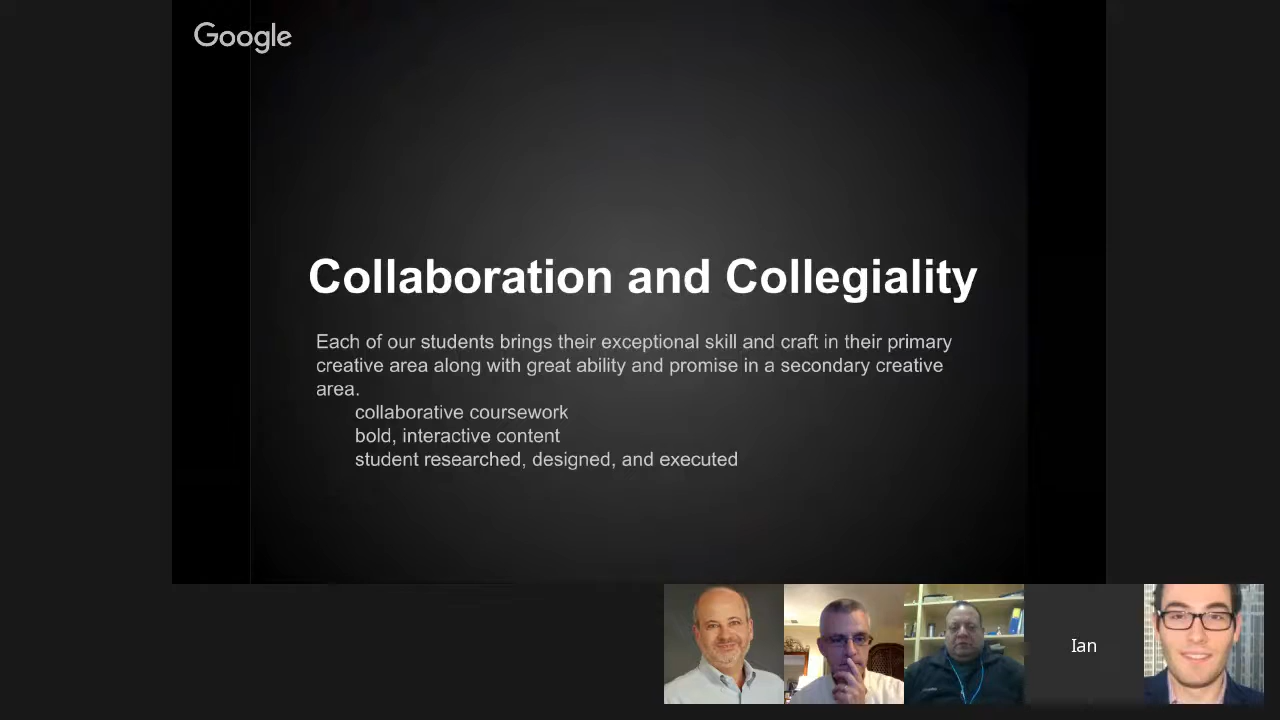 Google
Collaboration and Collegiality
Each of our students brings their exceptional skill and craft in their primary
creative area along with great ability and promise in a secondary creative
area.
collaborative coursework
bold, interactive content
student researched, designed, and executed
Ian